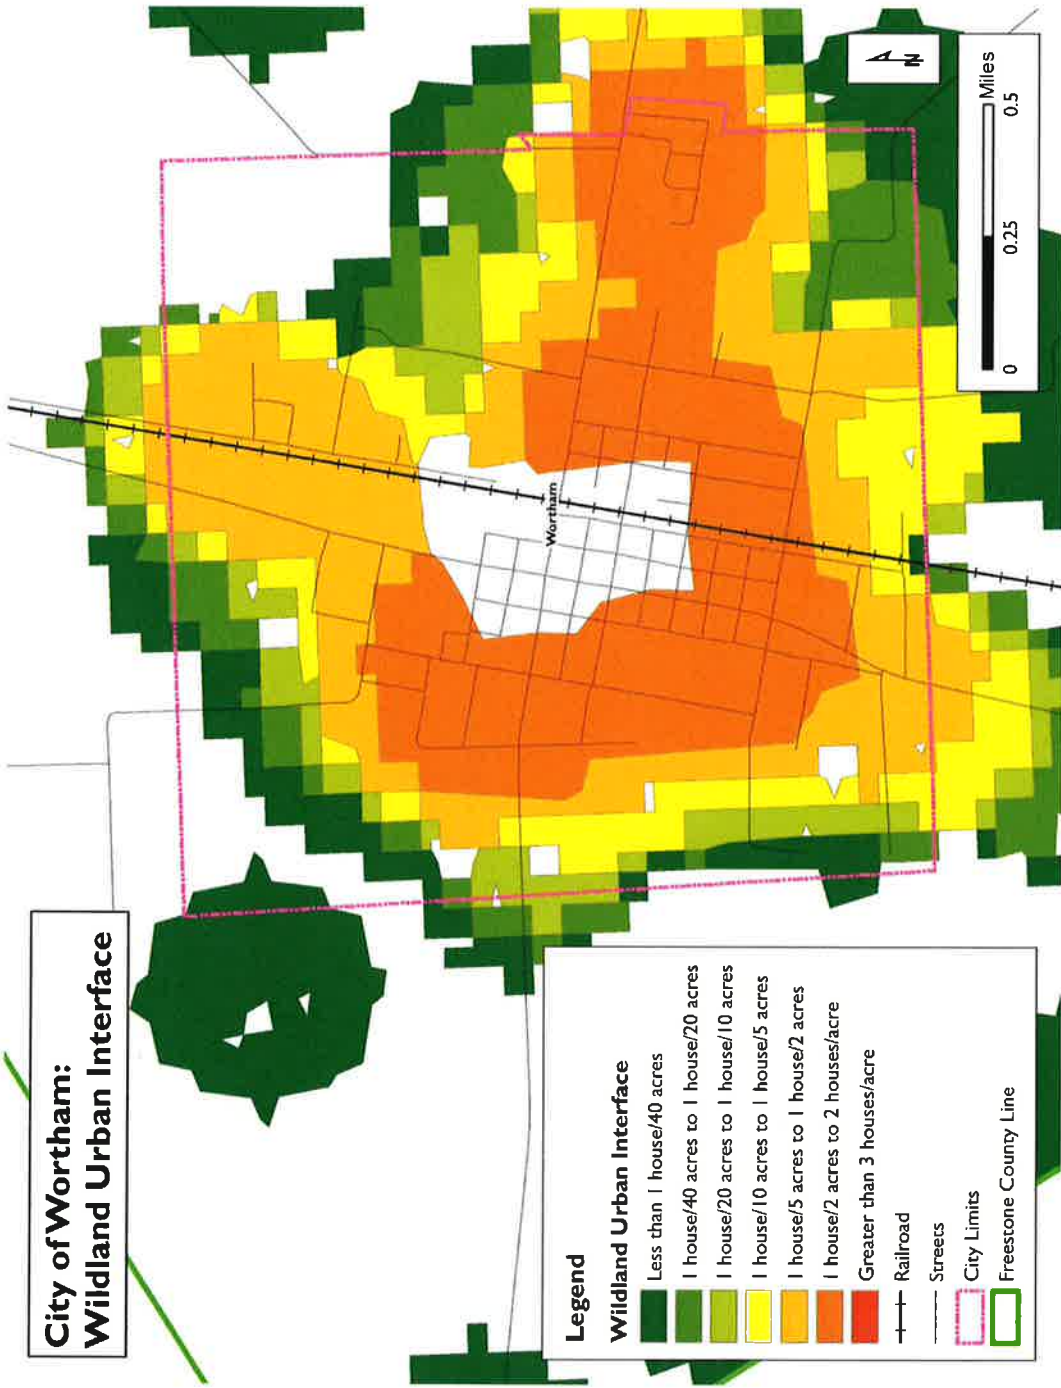 City of Wortham:
Wildland Urban Interface
Wortham
N
Miles
0
0.25
0.5
Legend
Wildland Urban Interface
Less than 1 house/40 acres
1 house/40 acres to 1 house/20 acres
1 house/20 acres to 1 house/10 acres
1 house/10 acres to 1 house/5 acres
1 house/5 acres to 1 house/2 acres
1 house/2 acres to 2 houses/acre
Greater than 3 houses/acre
Railroad
Streets
City Limits
Freestone County Line